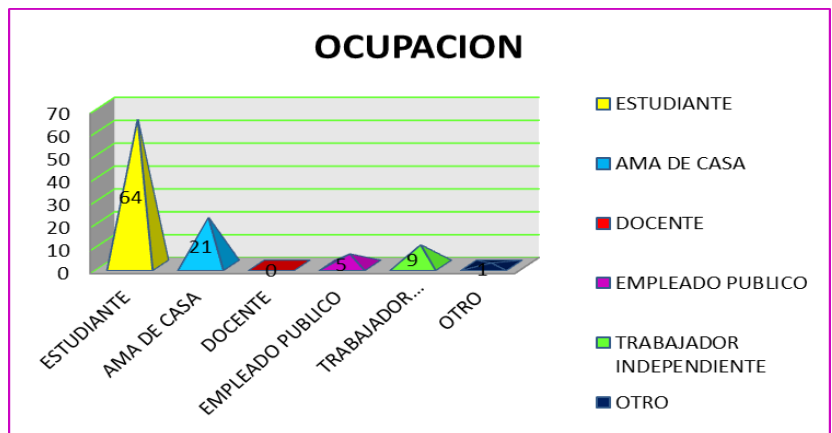 OCUPACION
70
60
50
40
30
20
10
0
64
21
0
5
9
1
ESTUDIANTE
AMA DE CASA
DOCENTE
EMPLEADO PUBLICO
TRABAJADOR...
OTRO
ESTUDIANTE
AMA DE CASA
DOCENTE
EMPLEADO PUBLICO
TRABAJADOR
INDEPENDIENTE
OTRO